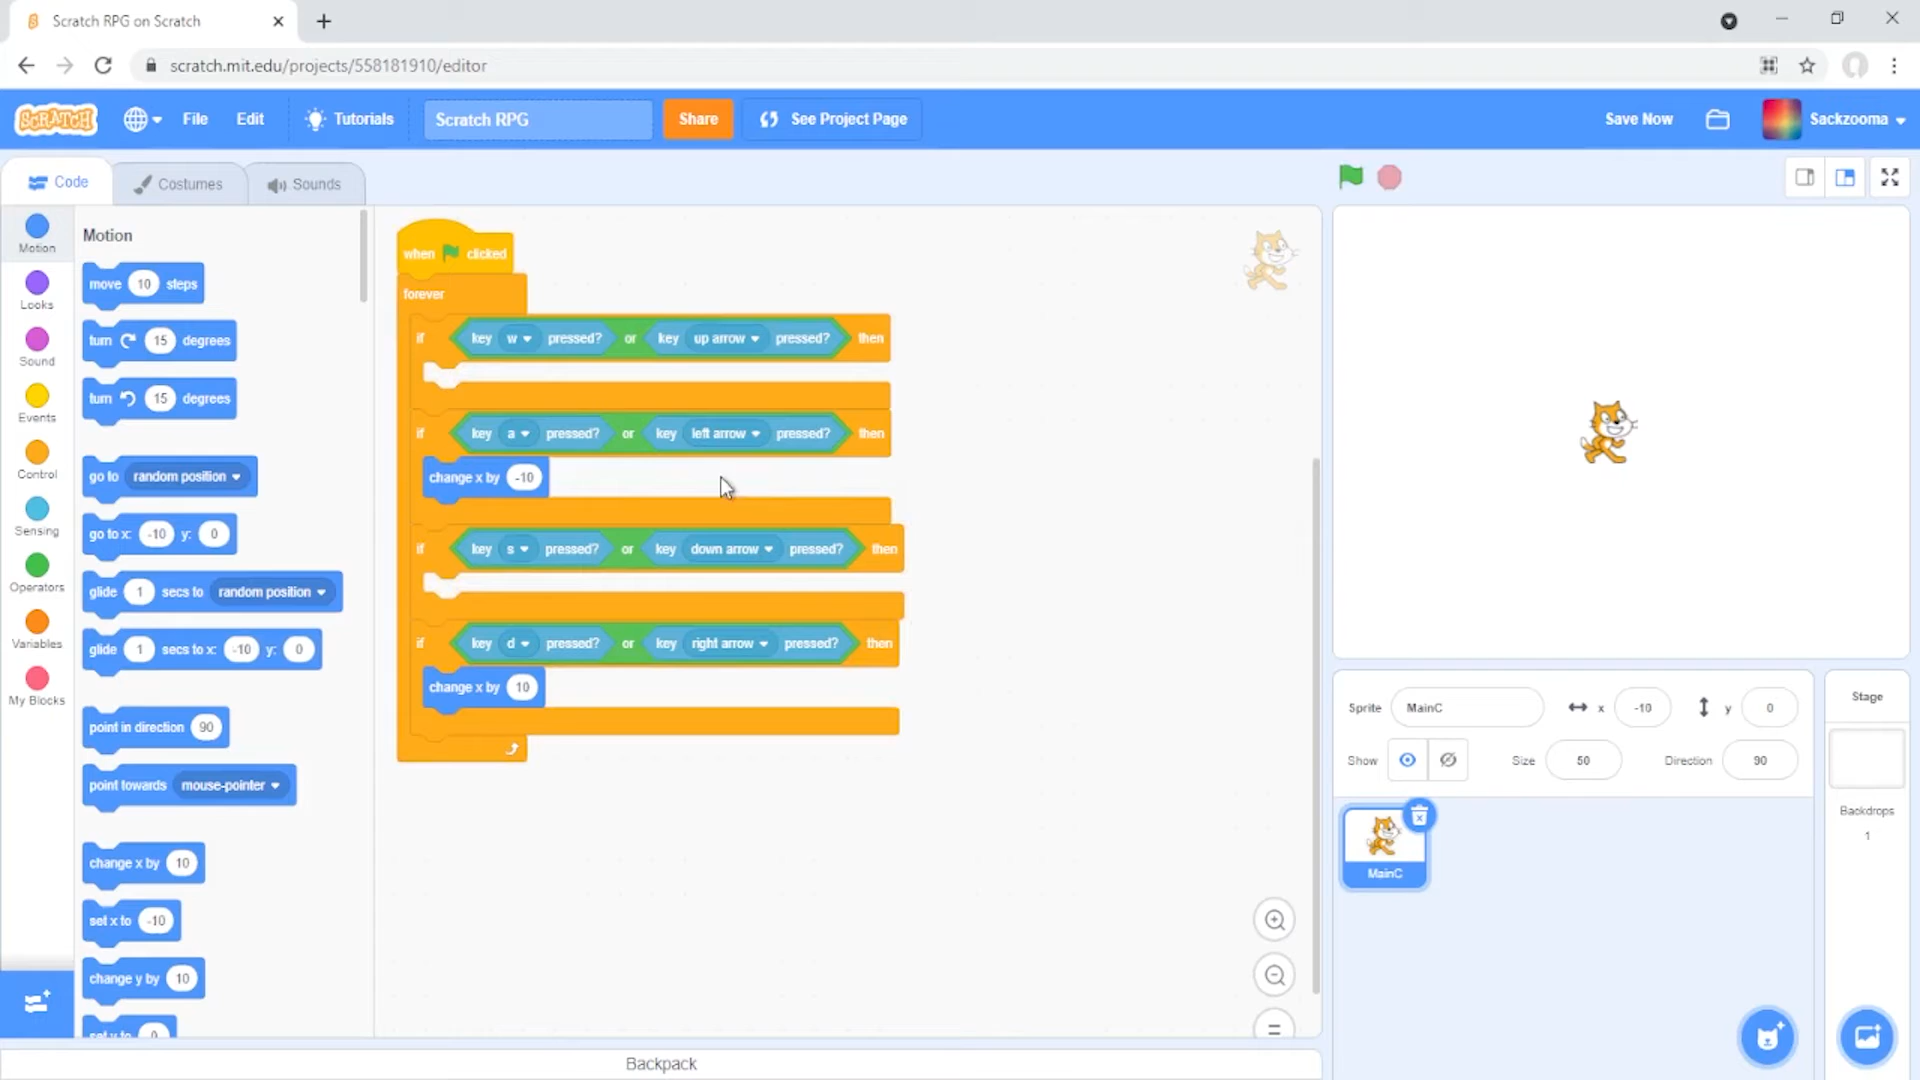 Scratch RPG on Scratch
scratch.mit.edu/projects/558181910/editor
SCRATCH
File
Edit
Tutorials
Scratch RPG
Share
See Project Page
Save Now
Sackzooma
Code
Costumes
Sounds
Motion
Looks
Sound
Events
Control
Sensing
Operators
Variables
My Blocks
Motion
move 10 steps
turn 15 degrees
turn 15 degrees
go to random position
go to x: -10 y: 0
glide 1 secs to random position
glide 1 secs to x: -10 y: 0
point in direction 90
point towards mouse-pointer
change x by 10
set x to -10
change y by 10
set y to 0
when clicked
forever
if key w pressed? or key up arrow pressed? then
if key a pressed? or key left arrow pressed? then
change x by -10
if key s pressed? or key down arrow pressed? then
if key d pressed? or key right arrow pressed? then
change x by 10
Backpack
Sprite MainC x -10 y 0
Show Size 50 Direction 90
MainC
Stage
Backdrops
1